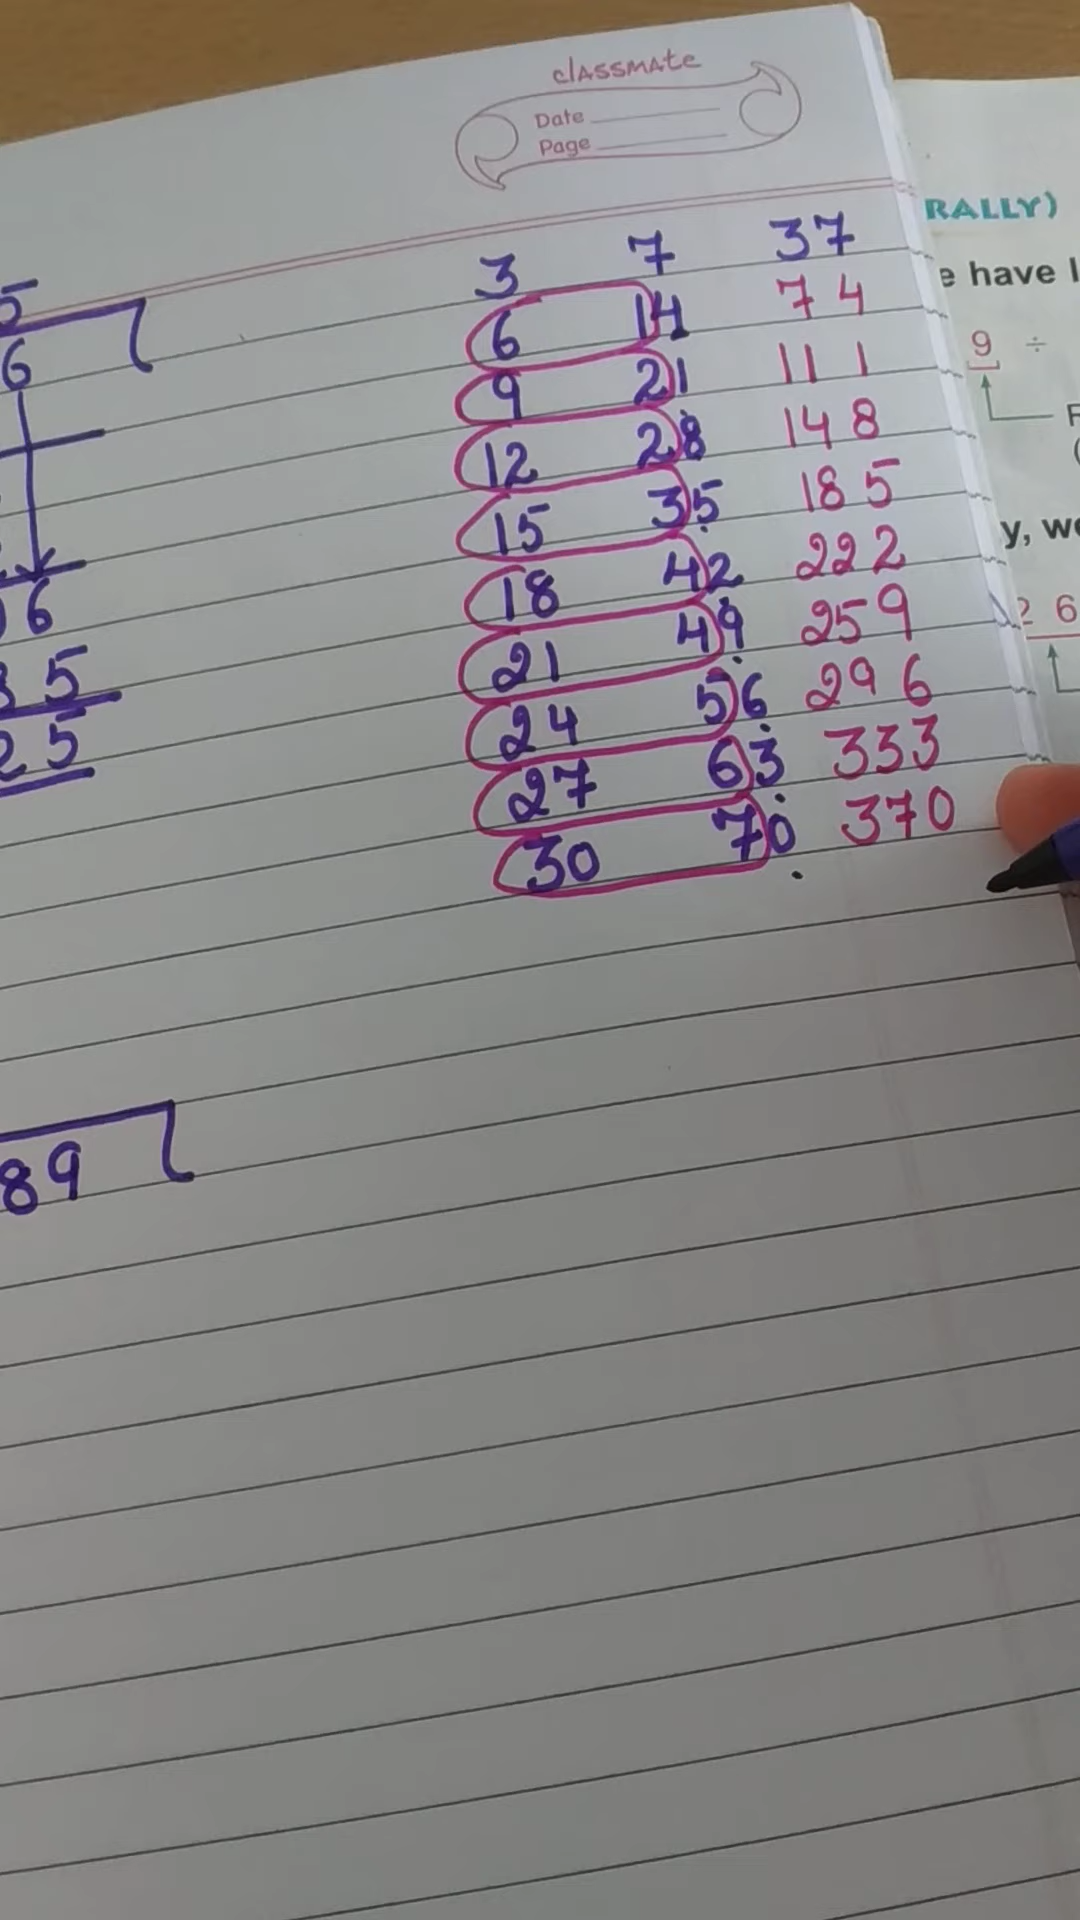 classmate
Date
Page
RALLY)
3 7 37
e have
6 14 74
9 21 111
9 ÷
12 28 148
15 35 185
18 42 222
y, we
21 49 259
2 6
24 56 296
27 63 333
30 70 370
5
6
6
5
25
89